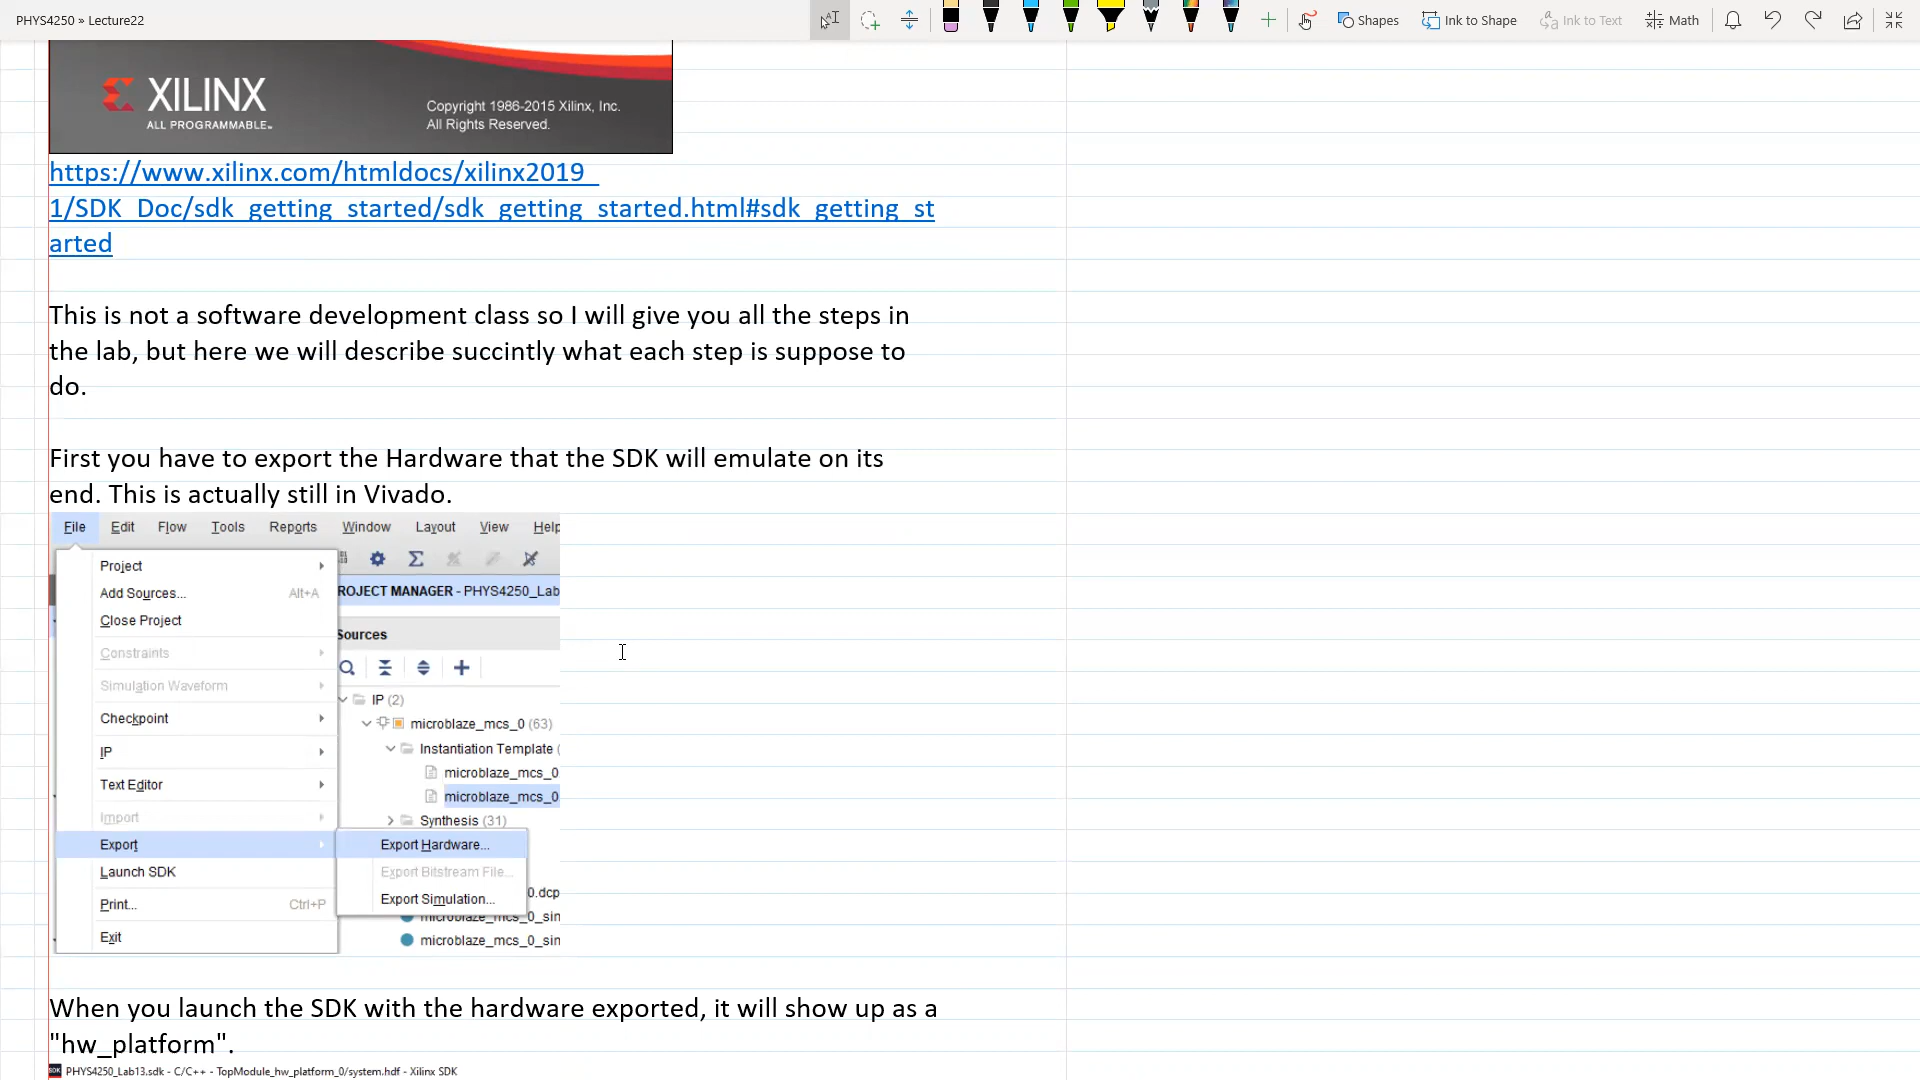 PHYS4250 » Lecture22
Shapes
Ink to Shape
Ink to Text
Math
XILINX
ALL PROGRAMMABLE™
Copyright 1986-2015 Xilinx, Inc.
All Rights Reserved.
https://www.xilinx.com/htmldocs/xilinx2019_
1/SDK_Doc/sdk_getting_started/sdk_getting_started.html#sdk_getting_st
arted
This is not a software development class so I will give you all the steps in
the lab, but here we will describe succintly what each step is suppose to
do.
First you have to export the Hardware that the SDK will emulate on its
end. This is actually still in Vivado.
File Edit Flow Tools Reports Window Layout View Help
Project
Add Sources... Alt+A
Close Project
Constraints
Simulation Waveform
Checkpoint
IP
Text Editor
Import
Export
Launch SDK
Print... Ctrl+P
Exit
ROJECT MANAGER - PHYS4250_Lab
Sources
IP (2)
microblaze_mcs_0 (63)
Instantiation Template (
microblaze_mcs_0
microblaze_mcs_0
Synthesis (31)
Export Hardware...
Export Bitstream File...
Export Simulation...
0.dcp
microblaze_mcs_0_sin
microblaze_mcs_0_sin
When you launch the SDK with the hardware exported, it will show up as a
"hw_platform".
SDK PHYS4250_Lab13.sdk - C/C++ - TopModule_hw_platform_0/system.hdf - Xilinx SDK